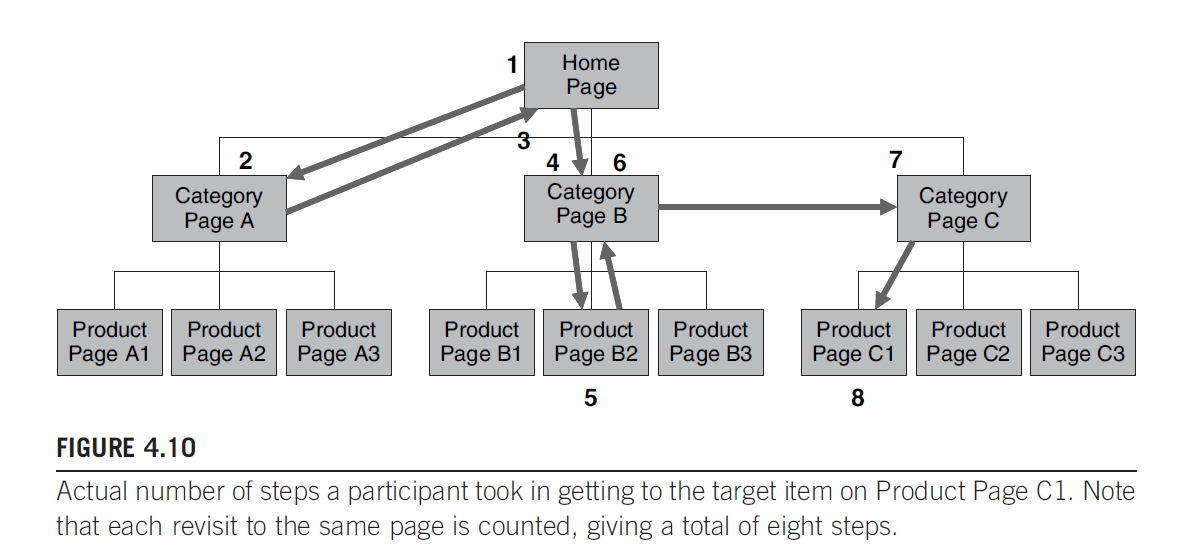 1
Home
Page
3
2
4
6
7
Category
Page A
Category
Page B
Category
Page C
Product
Page A1
Product
Page A2
Product
Page A3
Product
Page B1
Product
Page B2
Product
Page B3
Product
Page C1
Product
Page C2
Product
Page C3
5
8
FIGURE 4.10
Actual number of steps a participant took in getting to the target item on Product Page C1. Note
that each revisit to the same page is counted, giving a total of eight steps.